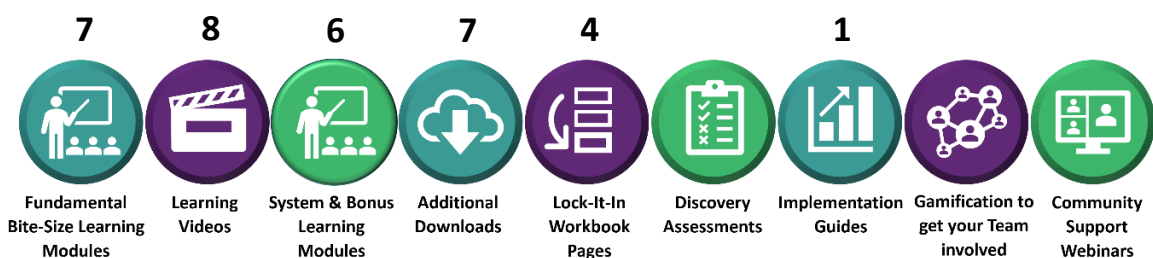 7 8 6 7 4 1
Fundamental
Bite-Size Learning
Modules
Learning
Videos
System & Bonus
Learning
Modules
Additional
Downloads
Lock-It-In
Workbook
Pages
Discovery
Assessments
Implementation
Guides
Gamification to
get your Team
involved
Community
Support
Webinars